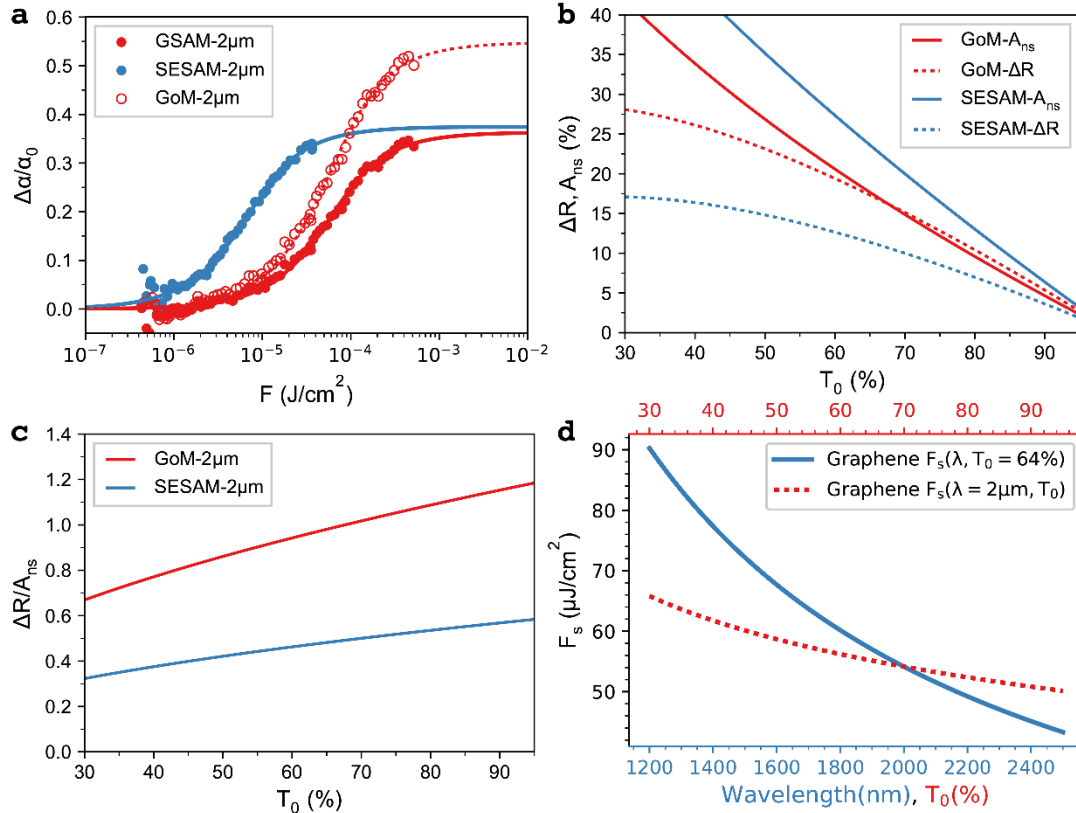 a
0.6
0.5
0.4
0.3
0.2
0.1
0.0
Δα/α₀
GSAM-2μm
SESAM-2μm
GoM-2μm
10⁻⁷ 10⁻⁶ 10⁻⁵ 10⁻⁴ 10⁻³ 10⁻²
F (J/cm²)
b
40
35
30
25
20
15
10
5
0
ΔR, Aₙₛ (%)
GoM-Aₙₛ
GoM-ΔR
SESAM-Aₙₛ
SESAM-ΔR
30 40 50 60 70 80 90
T₀ (%)
c
1.4
1.2
1.0
0.8
0.6
0.4
0.2
0.0
ΔR/Aₙₛ
GoM-2μm
SESAM-2μm
30 40 50 60 70 80 90
T₀ (%)
d
30 40 50 60 70 80 90
90
80
70
60
50
Fₛ (μJ/cm²)
Graphene Fₛ(λ, T₀ = 64%)
Graphene Fₛ(λ = 2μm, T₀)
1200 1400 1600 1800 2000 2200 2400
Wavelength(nm), T₀(%)